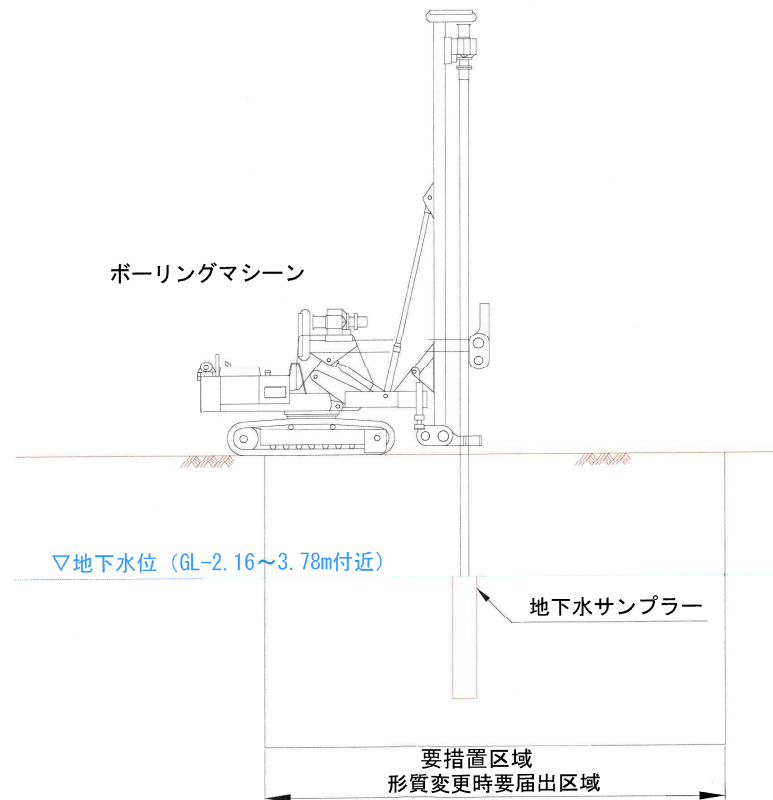 ボーリングマシーン
▽地下水位（GL-2.16～3.78m付近）
地下水サンプラー
要措置区域
形質変更時要届出区域